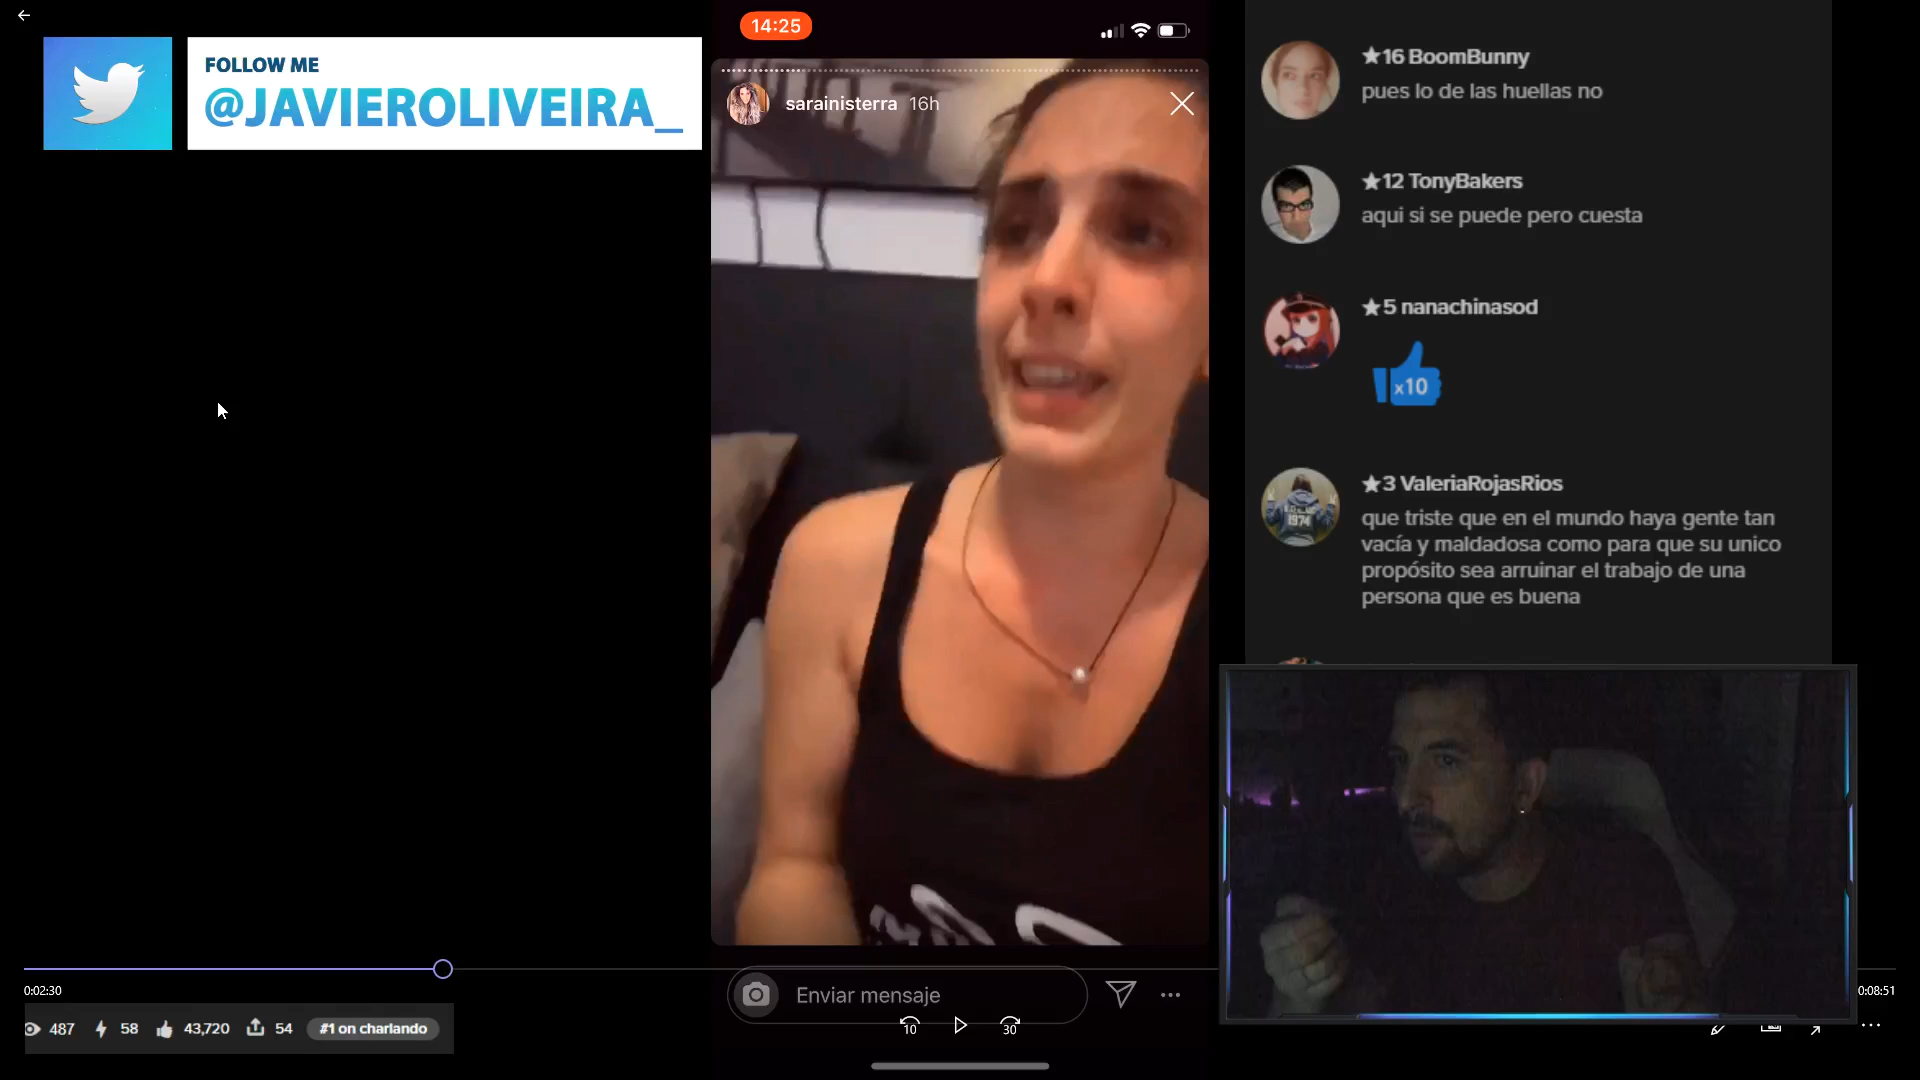 FOLLOW ME
@JAVIEROLIVEIRA_
14:25
sarainisterra 16h
★16 BoomBunny
pues lo de las huellas no
★12 TonyBakers
aqui si se puede pero cuesta
★5 nanachinasod
x10
★3 ValeriaRojasRios
que triste que en el mundo haya gente tan
vacía y maldadosa como para que su unico
propósito sea arruinar el trabajo de una
persona que es buena
1974
0:02:30
0:08:51
Enviar mensaje
10
30
487 58 43,720 54 #1 on charlando